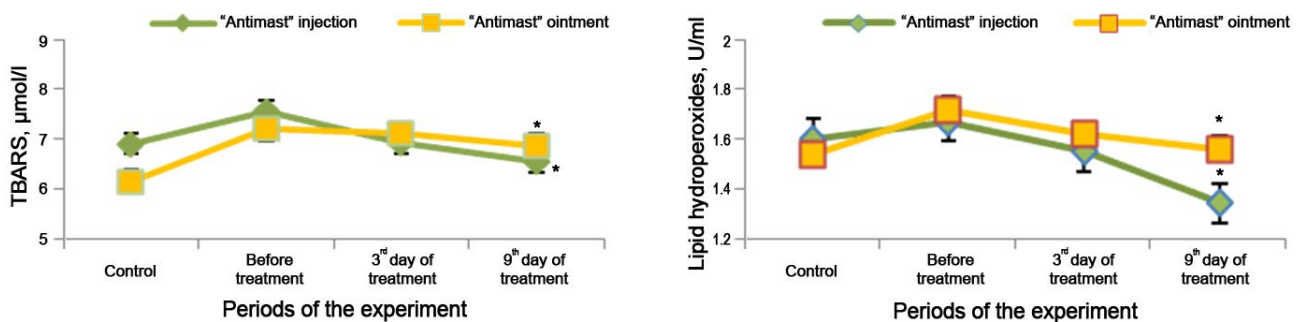 “Antimast” injection
“Antimast” ointment
TBARS, µmol/l
9
8
7
6
5
*
*
Control
Before
treatment
3rd day of
treatment
9th day of
treatment
Periods of the experiment
“Antimast” injection
“Antimast” ointment
Lipid hydroperoxides, U/ml
2
1.8
1.6
1.4
1.2
*
*
Control
Before
treatment
3rd day of
treatment
9th day of
treatment
Periods of the experiment